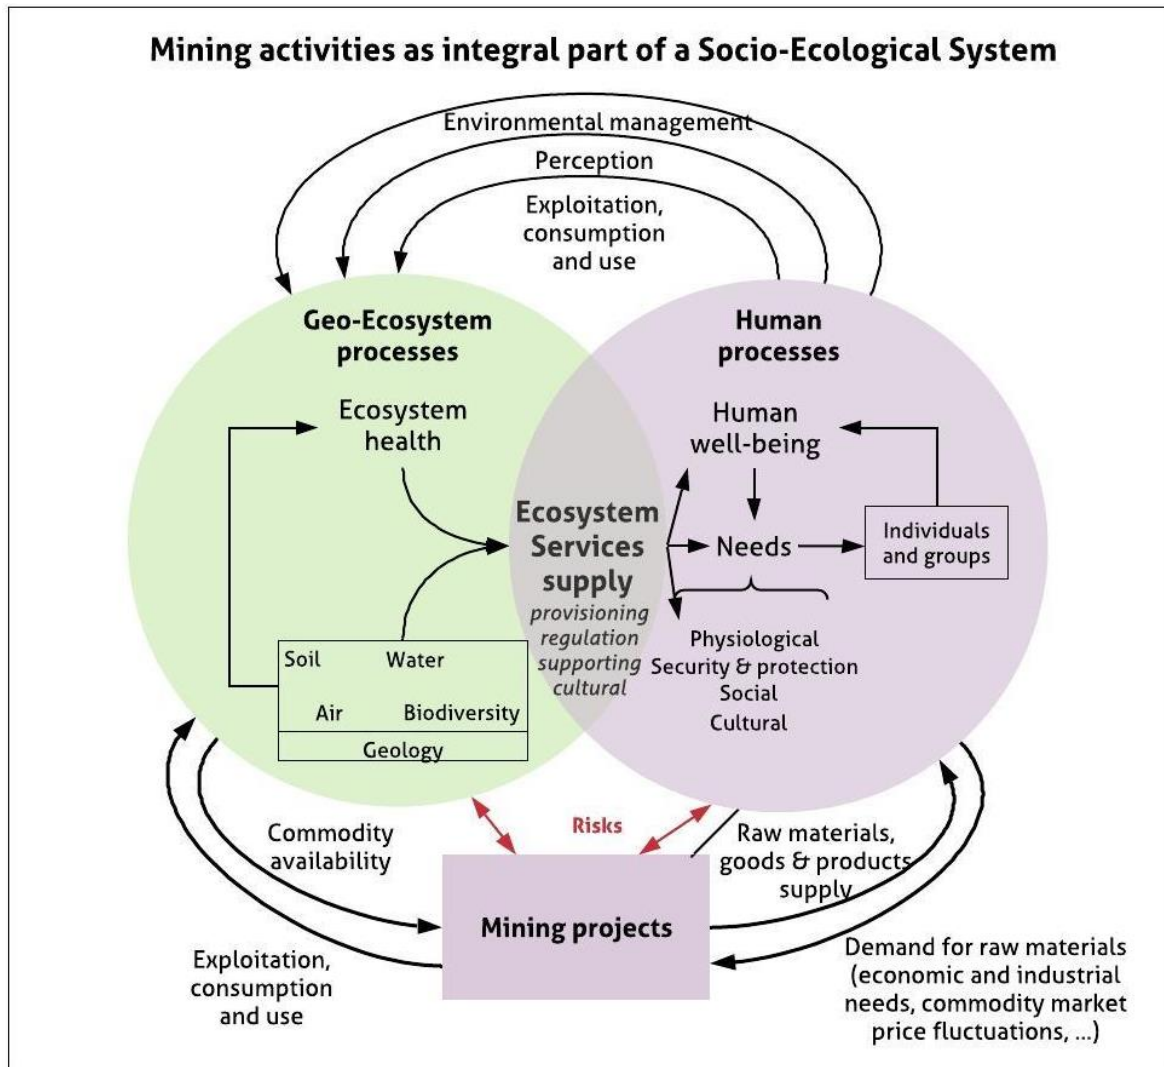 Mining activities as integral part of a Socio-Ecological System
Environmental management
Perception
Exploitation,
consumption
and use
Geo-Ecosystem
processes
Human
processes
Ecosystem
health
Human
well-being
Ecosystem
Services
supply
provisioning
regulation
supporting
cultural
Needs
Individuals
and groups
Physiological
Security & protection
Social
Cultural
Soil
Water
Air
Biodiversity
Geology
Commodity
availability
Risks
Raw materials,
goods & products
supply
Mining projects
Exploitation,
consumption
and use
Demand for raw materials
(economic and industrial
needs, commodity market
price fluctuations, ...)